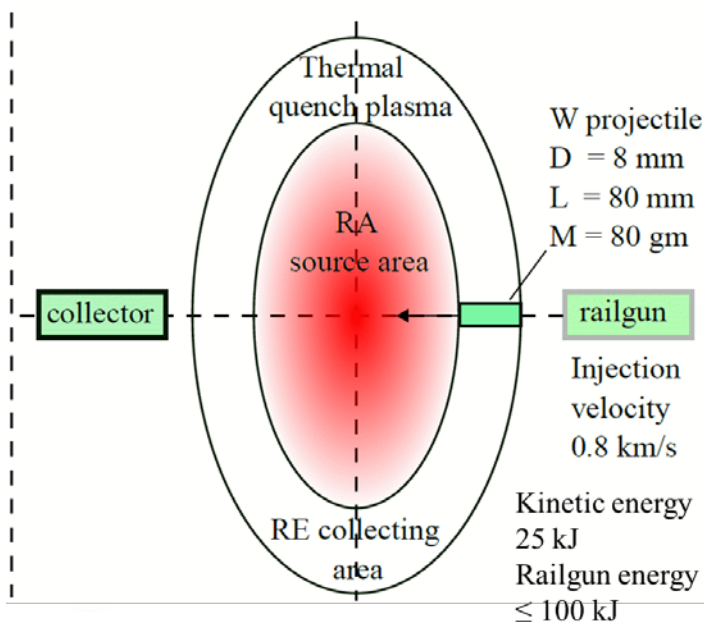 Thermal
quench plasma
W projectile
D = 8 mm
L = 80 mm
M = 80 gm
RA
source area
collector
railgun
Injection
velocity
0.8 km/s
RE collecting
area
Kinetic energy
25 kJ
Railgun energy
≤ 100 kJ